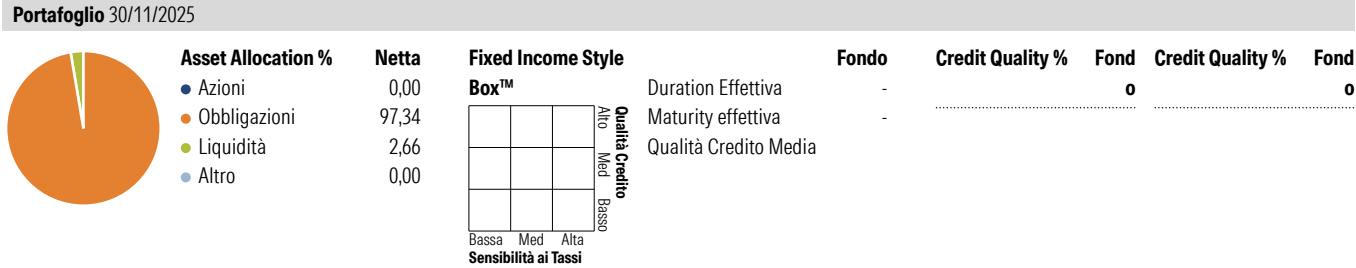 Portafoglio 30/11/2025
Asset Allocation % Netta
Azioni 0,00
Obbligazioni 97,34
Liquidità 2,66
Altro 0,00
Fixed Income Style
Box™
Alto Med Basso
Qualità Credito
Bassa Med Alta
Sensibilità ai Tassi
Fondo
Duration Effettiva -
Maturity effettiva -
Qualità Credito Media
Credit Quality % Fond
o
Credit Quality % Fond
o